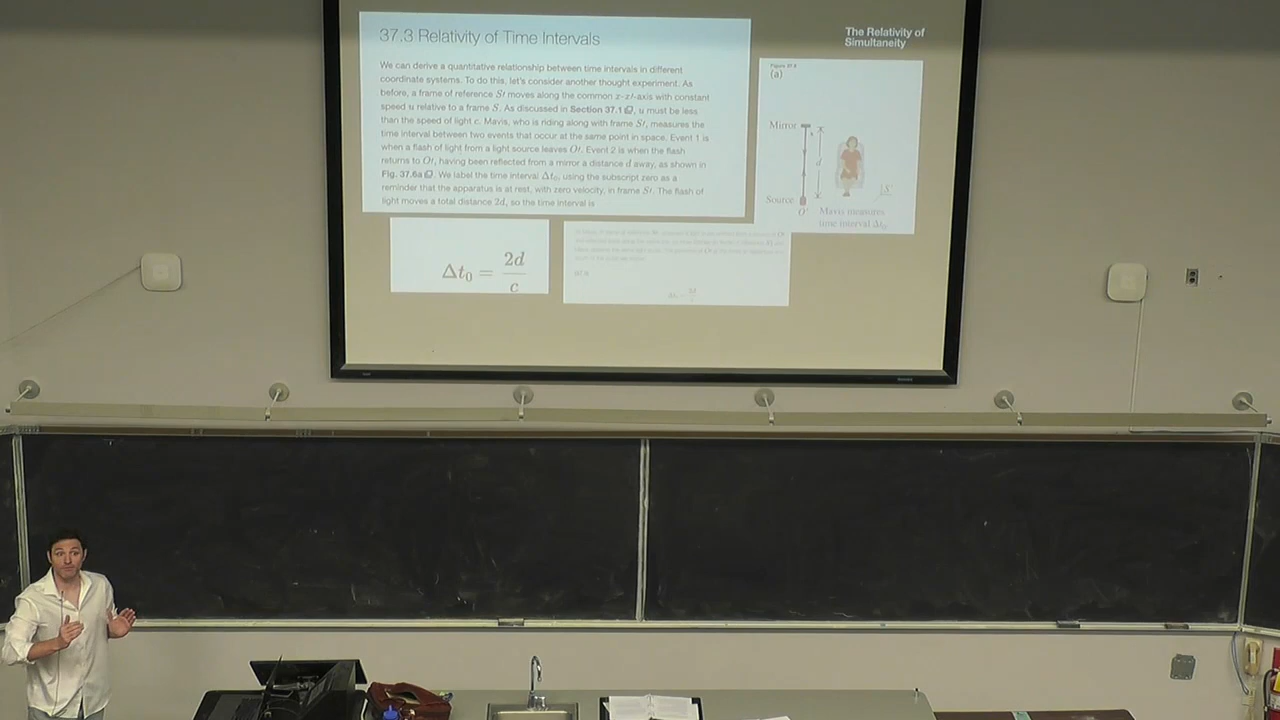 37.3 Relativity of Time Intervals
We can derive a quantitative relationship between time intervals in different
coordinate systems. To do this, let's consider another thought experiment. As
before, a frame of reference S′ moves along the common x-x′-axis with constant
speed u relative to a frame S. As discussed in Section 37.1, u must be less
than the speed of light c. Mavis, who is riding along with frame S′, measures the
time interval between two events that occur at the same point in space. Event 1 is
when a flash of light from a light source leaves O′. Event 2 is when the flash
returns to O′, having been reflected from a mirror a distance d away, as shown in
Fig. 37.6a. We label the time interval Δt₀, using the subscript zero as a
reminder that the apparatus is at rest, with zero velocity, in frame S′. The flash of
light moves a total distance 2d, so the time interval is
Δt₀ = 2d
c
The Relativity of
Simultaneity
(a)
Mirror
d
Source
O′
S′
Mavis measures
time interval Δt₀